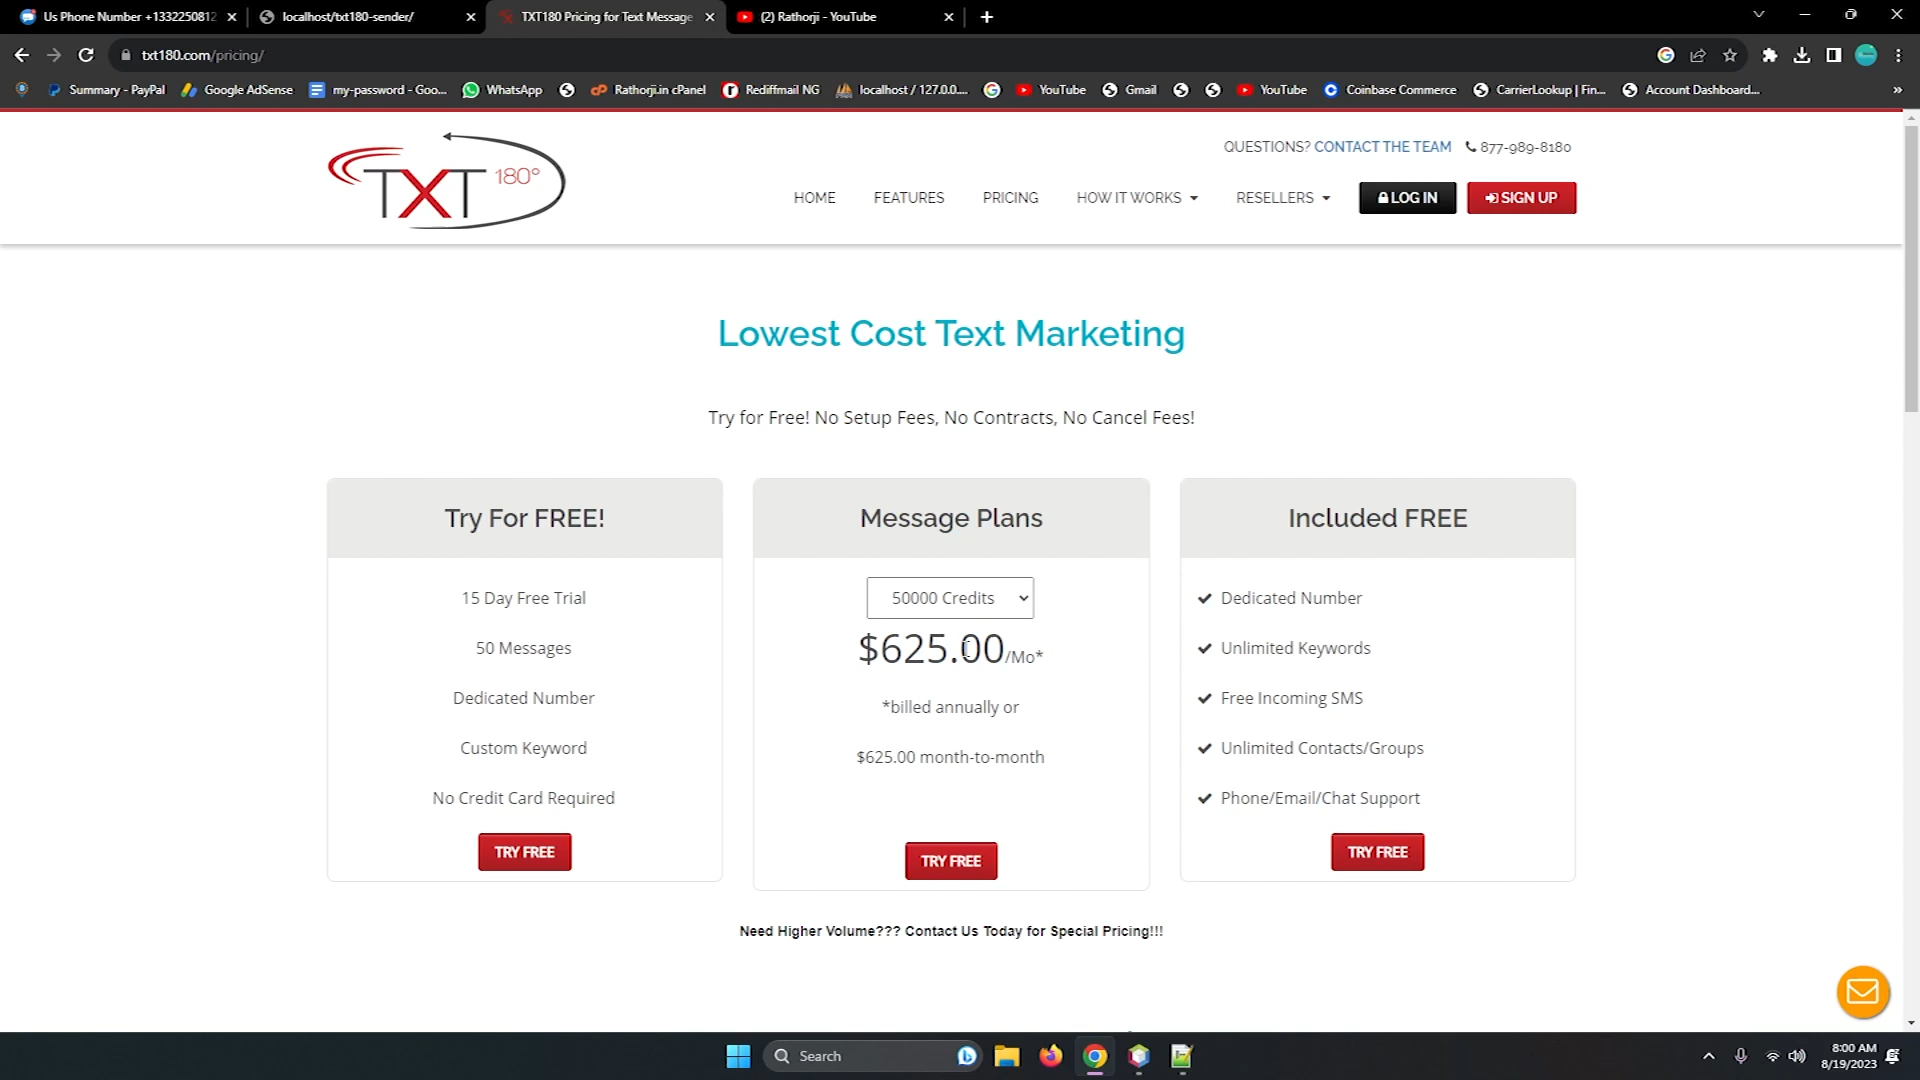 Us Phone Number +1332250812
localhost/txt180-sender/
TXT180 Pricing for Text Message
(2) Rathorji - YouTube
txt180.com/pricing/
Summary - PayPal
Google AdSense
my-password - Goo...
WhatsApp
Rathorji.in cPanel
Rediffmail NG
localhost / 127.0.0....
YouTube
Gmail
YouTube
Coinbase Commerce
CarrierLookup | Fin...
Account Dashboard...
»
TXT 180°
QUESTIONS? CONTACT THE TEAM 877-989-8180
HOME
FEATURES
PRICING
HOW IT WORKS
RESELLERS
LOG IN
SIGN UP
Lowest Cost Text Marketing
Try for Free! No Setup Fees, No Contracts, No Cancel Fees!
Try For FREE!
15 Day Free Trial
50 Messages
Dedicated Number
Custom Keyword
No Credit Card Required
TRY FREE
Message Plans
50000 Credits
$625.00/Mo*
*billed annually or
$625.00 month-to-month
TRY FREE
Included FREE
Dedicated Number
Unlimited Keywords
Free Incoming SMS
Unlimited Contacts/Groups
Phone/Email/Chat Support
TRY FREE
Need Higher Volume??? Contact Us Today for Special Pricing!!!
Search
8:00 AM
8/19/2023